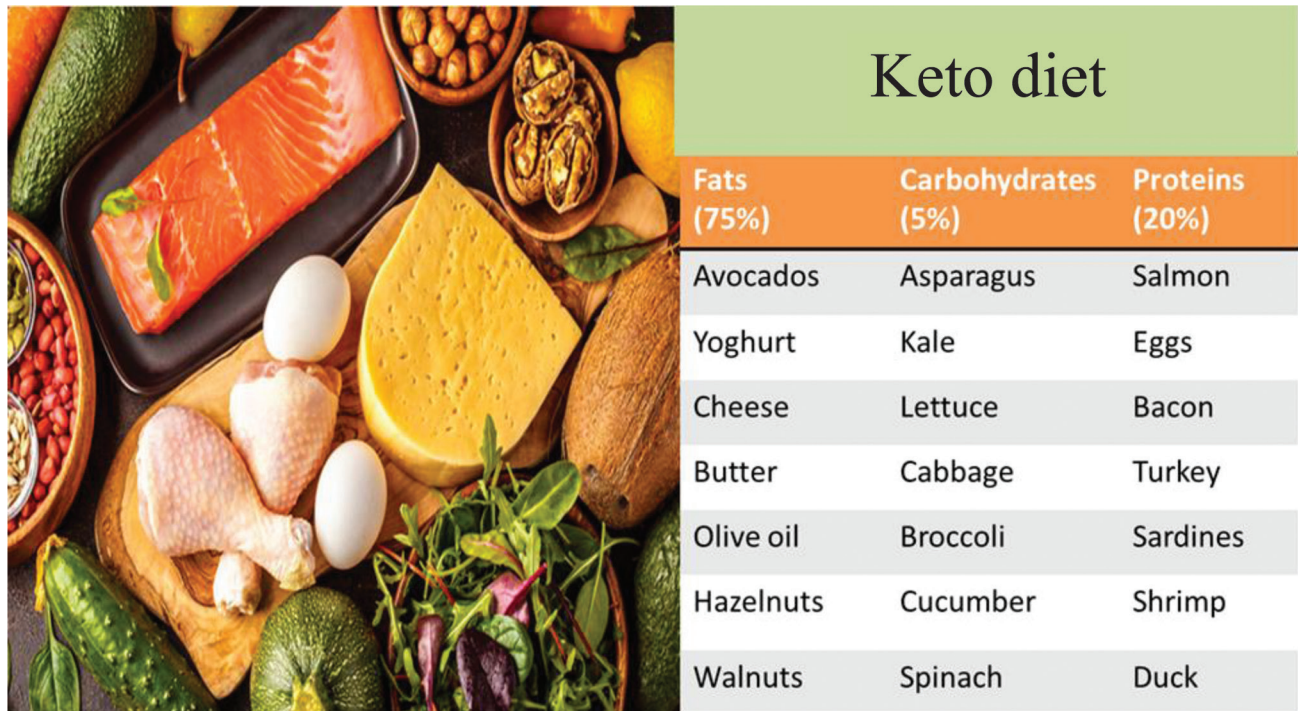 Keto diet
Fats Carbohydrates Proteins
(75%) (5%) (20%)
Avocados Asparagus Salmon
Yoghurt Kale Eggs
Cheese Lettuce Bacon
Butter Cabbage Turkey
Olive oil Broccoli Sardines
Hazelnuts Cucumber Shrimp
Walnuts Spinach Duck